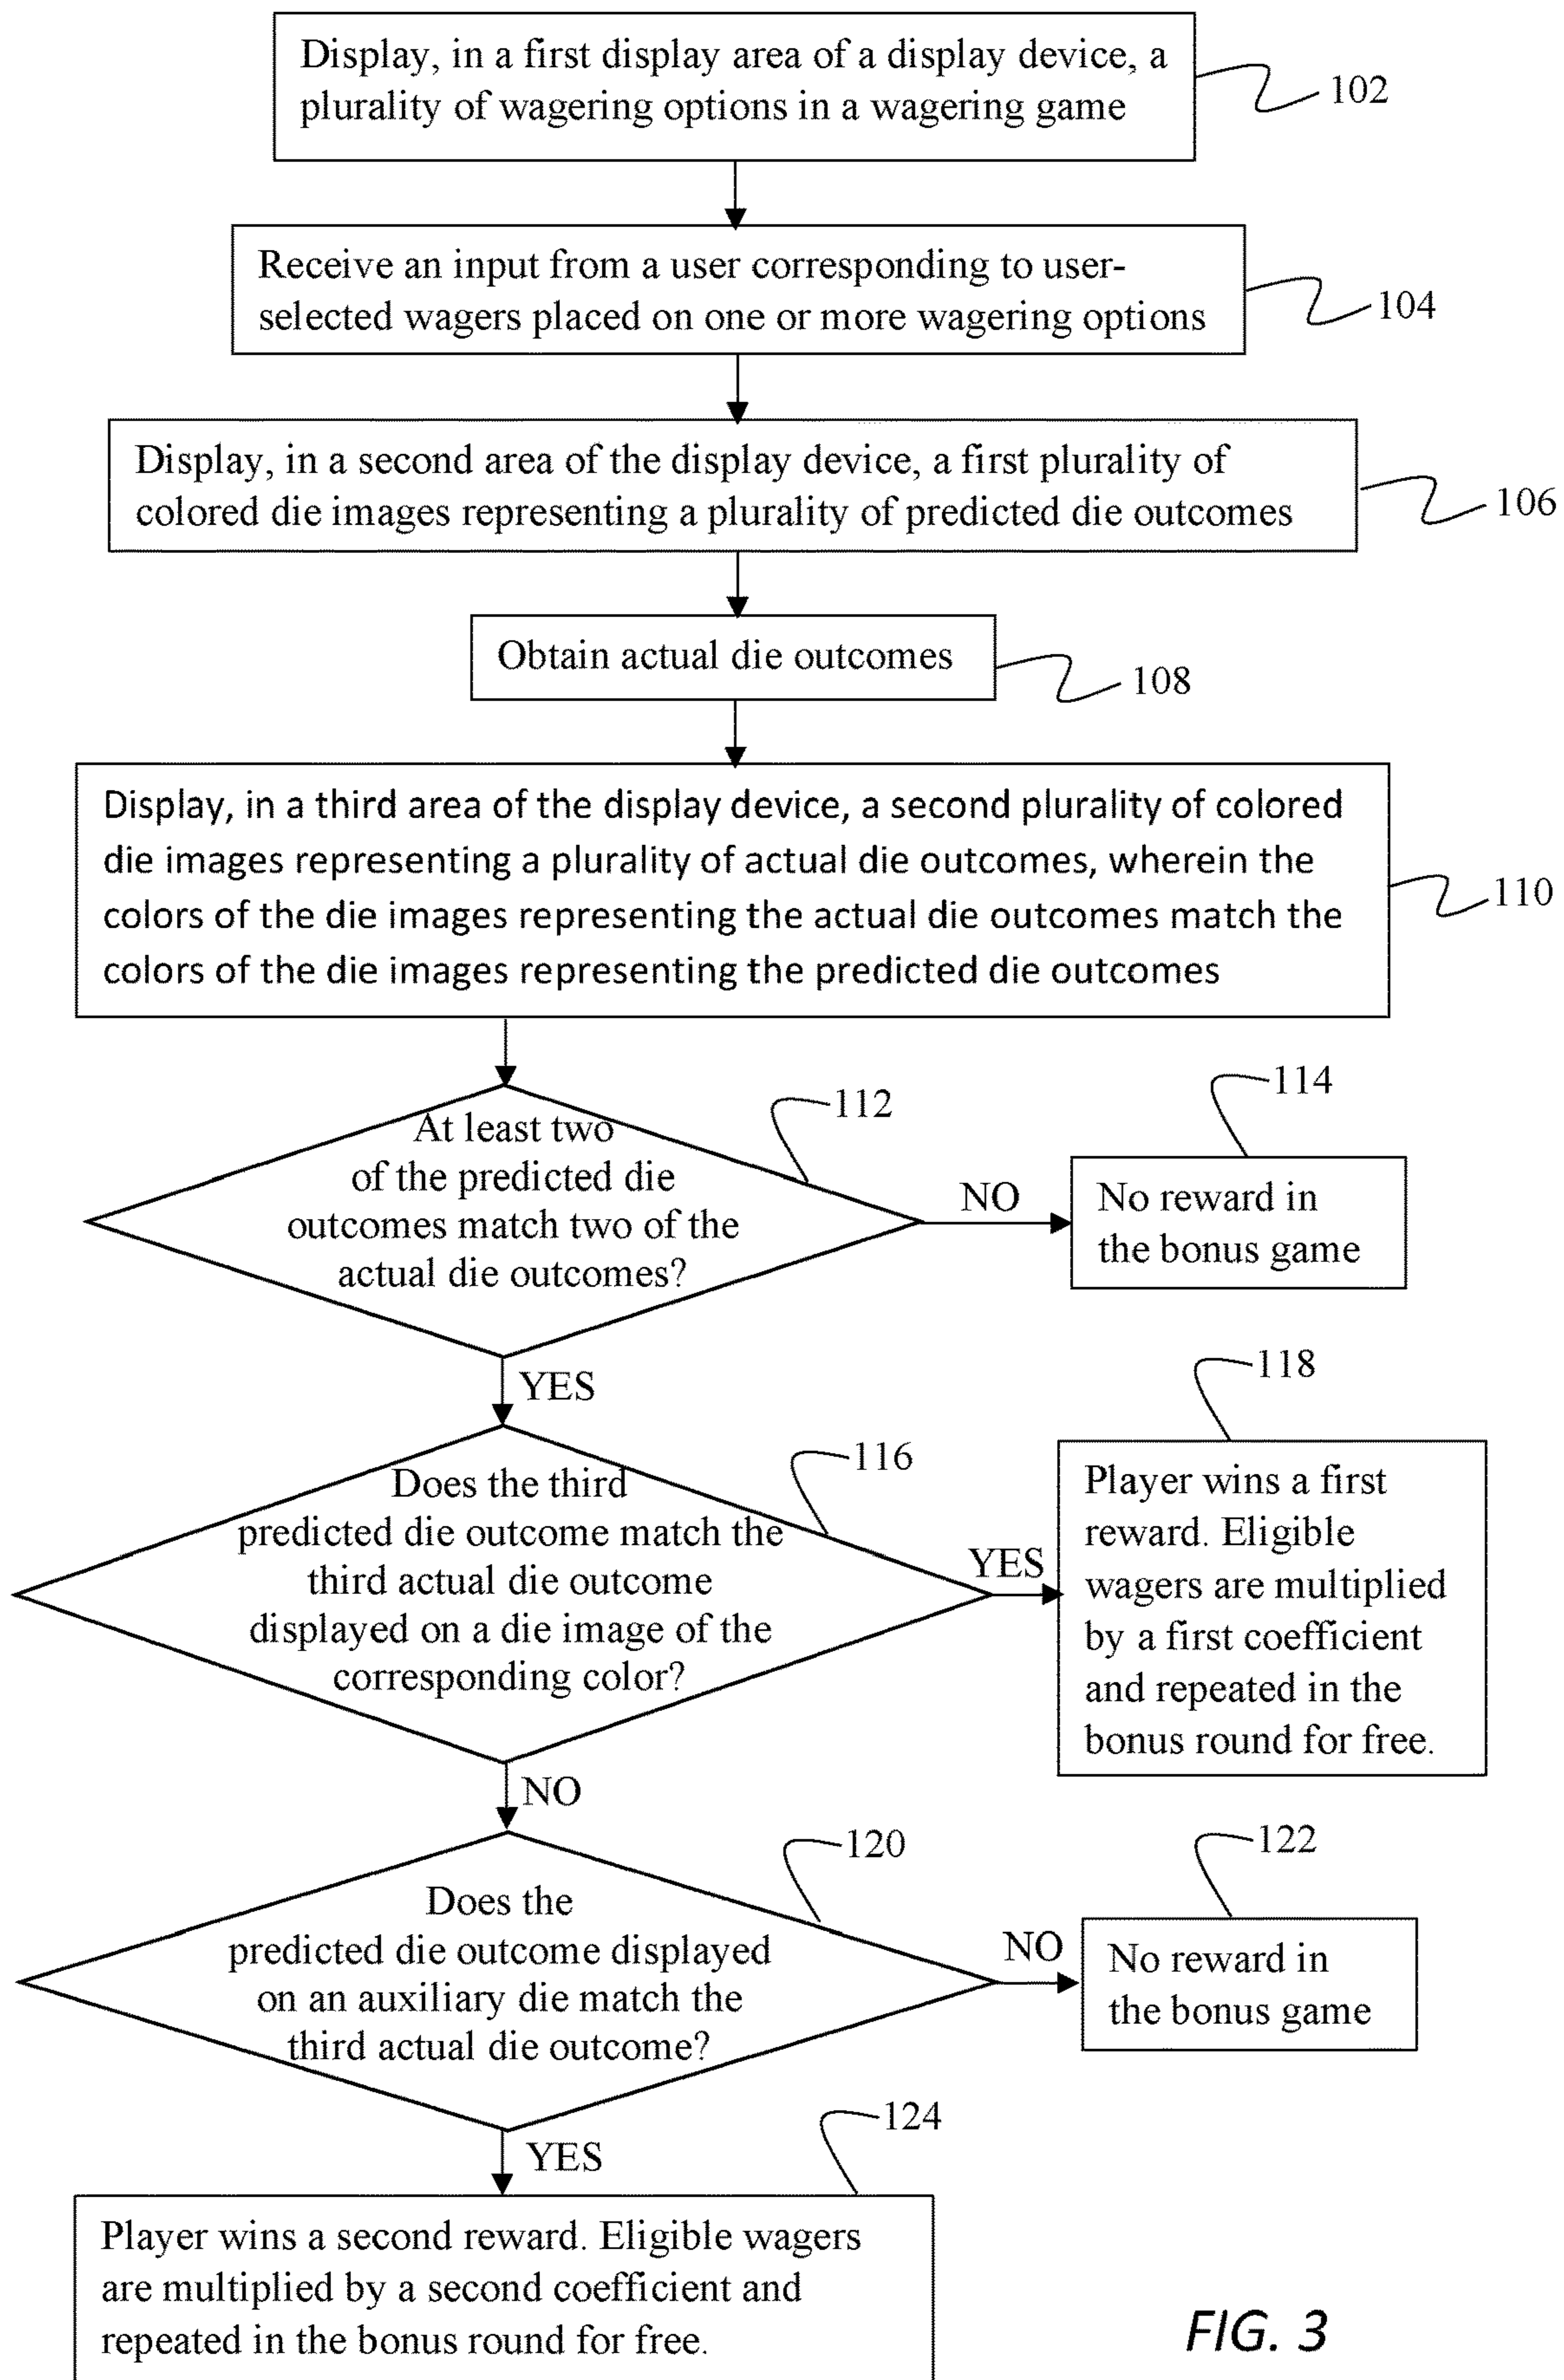 Display, in a first display area of a display device, a
plurality of wagering options in a wagering game
102
Receive an input from a user corresponding to user-
selected wagers placed on one or more wagering options
104
Display, in a second area of the display device, a first plurality of
colored die images representing a plurality of predicted die outcomes
106
Obtain actual die outcomes
108
Display, in a third area of the display device, a second plurality of colored
die images representing a plurality of actual die outcomes, wherein the
colors of the die images representing the actual die outcomes match the
colors of the die images representing the predicted die outcomes
110
At least two
of the predicted die
outcomes match two of the
actual die outcomes?
112
NO
114
No reward in
the bonus game
YES
Does the third
predicted die outcome match the
third actual die outcome
displayed on a die image of the
corresponding color?
116
YES
118
Player wins a first
reward. Eligible
wagers are multiplied
by a first coefficient
and repeated in the
bonus round for free.
NO
Does the
predicted die outcome displayed
on an auxiliary die match the
third actual die outcome?
120
NO
122
No reward in
the bonus game
YES
124
Player wins a second reward. Eligible wagers
are multiplied by a second coefficient and
repeated in the bonus round for free.
FIG. 3